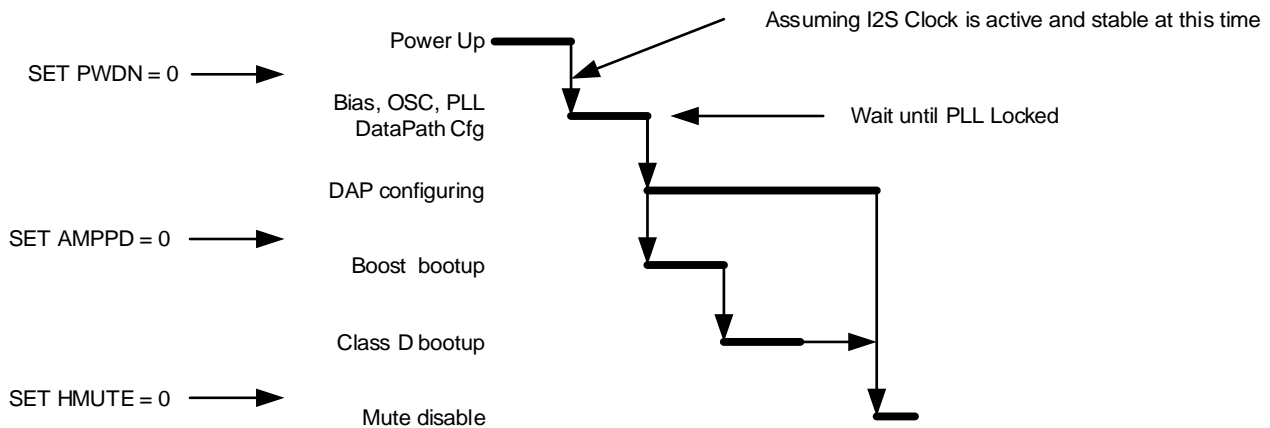 Assuming I2S Clock is active and stable at this time
Power Up
SET PWDN = 0
Bias, OSC, PLL
DataPath Cfg
Wait until PLL Locked
DAP configuring
SET AMPPD = 0
Boost bootup
Class D bootup
SET HMUTE = 0
Mute disable